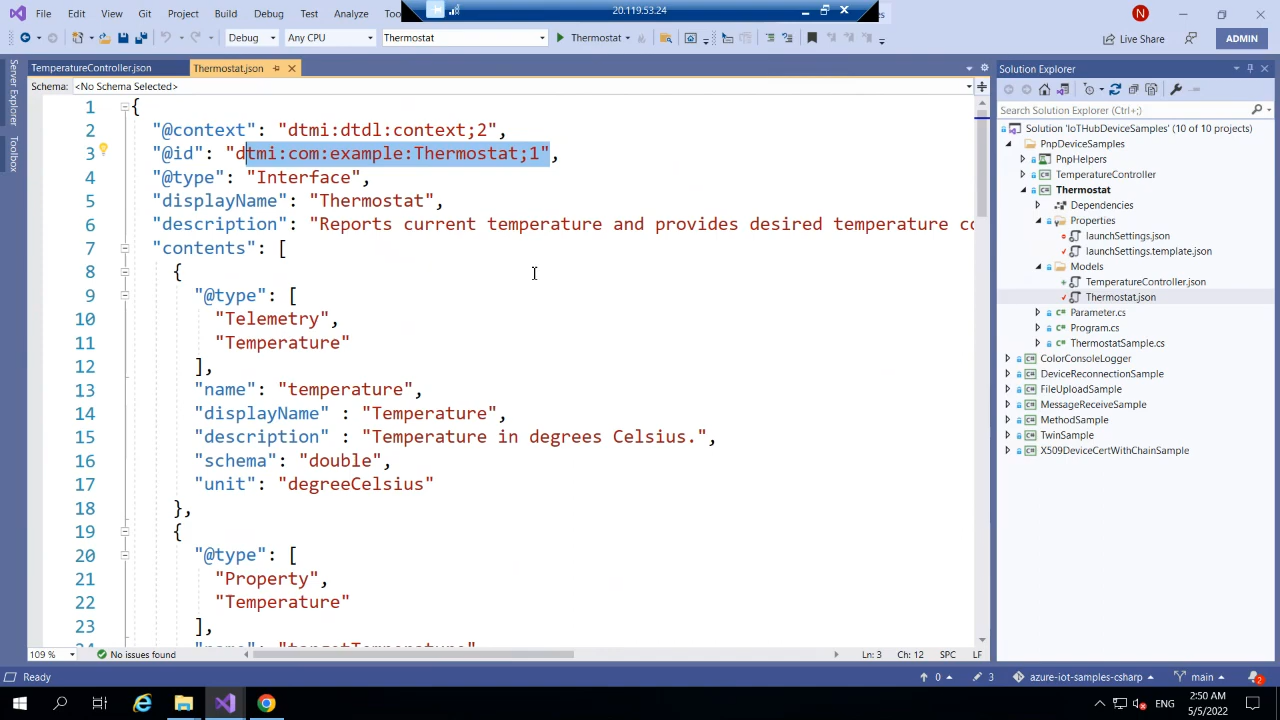 20.119.53.24
File Edit View Git Project Build Debug Test Analyze Tools
N
Debug Any CPU Thermostat Thermostat Live Share ADMIN
Server Explorer
Toolbox
TemperatureController.json Thermostat.json
Schema: <No Schema Selected>
1 {
2 "@context": "dtmi:dtdl:context;2",
3 "@id": "dtmi:com:example:Thermostat;1",
4 "@type": "Interface",
5 "displayName": "Thermostat",
6 "description": "Reports current temperature and provides desired temperature co
7 "contents": [
8 {
9 "@type": [
10 "Telemetry",
11 "Temperature"
12 ],
13 "name": "temperature",
14 "displayName" : "Temperature",
15 "description" : "Temperature in degrees Celsius.",
16 "schema": "double",
17 "unit": "degreeCelsius"
18 },
19 {
20 "@type": [
21 "Property",
22 "Temperature"
23 ],
24 "name": "targetTemperature"
109 % No issues found Ln: 3 Ch: 12 SPC LF
Solution Explorer
Search Solution Explorer (Ctrl+;)
Solution 'IoTHubDeviceSamples' (10 of 10 projects)
PnpDeviceSamples
PnpHelpers
TemperatureController
Thermostat
Dependencies
Properties
launchSettings.json
launchSettings.template.json
Models
TemperatureController.json
Thermostat.json
Parameter.cs
Program.cs
ThermostatSample.cs
ColorConsoleLogger
DeviceReconnectionSample
FileUploadSample
MessageReceiveSample
MethodSample
TwinSample
X509DeviceCertWithChainSample
Ready 0 3 azure-iot-samples-csharp main 2
ENG 2:50 AM
5/5/2022